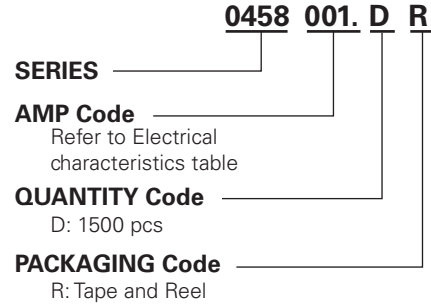 0458 001. D R
SERIES
AMP Code
Refer to Electrical
characteristics table
QUANTITY Code
D: 1500 pcs
PACKAGING Code
R: Tape and Reel